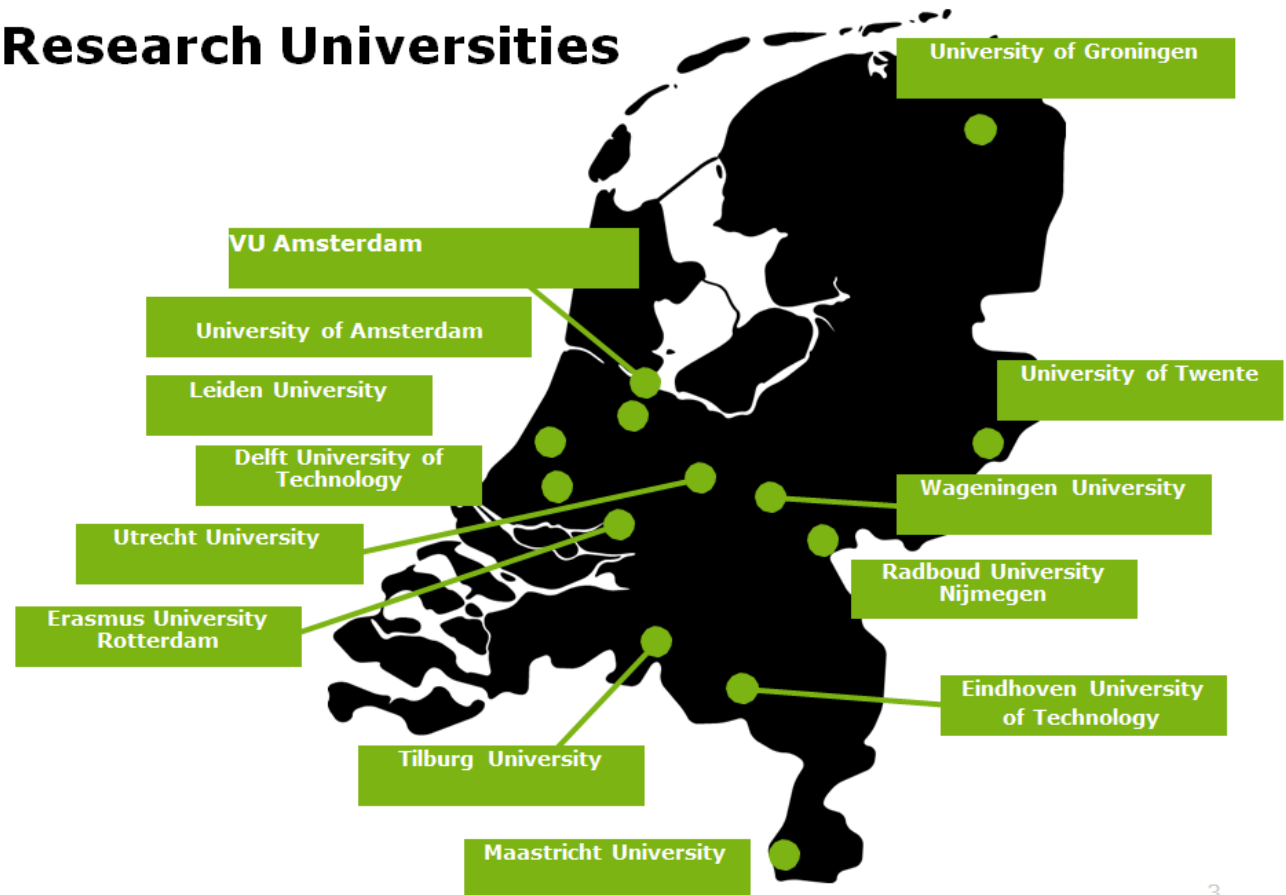 Research Universities
University of Groningen
VU Amsterdam
University of Amsterdam
Leiden University
University of Twente
Delft University of
Technology
Wageningen University
Utrecht University
Radboud University
Nijmegen
Erasmus University
Rotterdam
Eindhoven University
of Technology
Tilburg University
Maastricht University
3